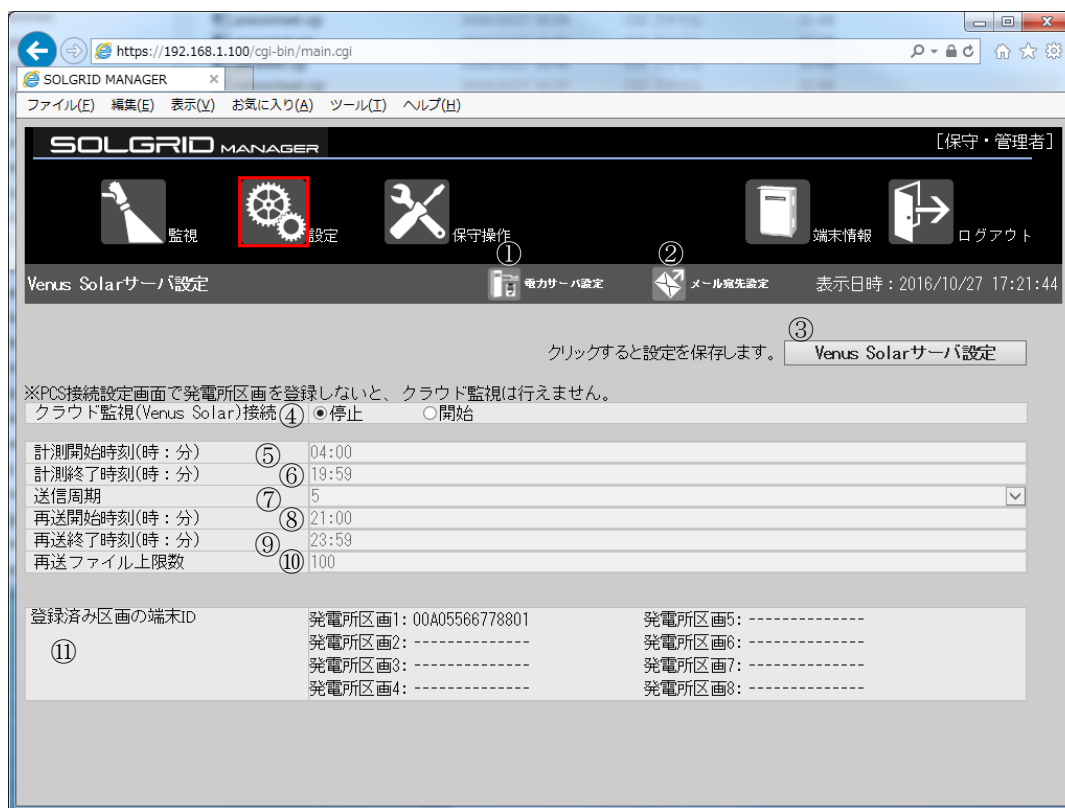 https://192.168.1.100/cgi-bin/main.cgi
SOLGRID MANAGER ×
ファイル(F) 編集(E) 表示(V) お気に入り(A) ツール(T) ヘルプ(H)
SOLGRID MANAGER [保守・管理者]
監視 設定 保守操作 端末情報 ログアウト
① ②
Venus Solarサーバ設定 電力サーバ設定 メール宛先設定 表示日時:2016/10/27 17:21:44
③
クリックすると設定を保存します。 Venus Solarサーバ設定
※PCS接続設定画面で発電所区画を登録しないと、クラウド監視は行えません。
クラウド監視(Venus Solar)接続 ④ 停止 開始
計測開始時刻(時:分) ⑤ 04:00
計測終了時刻(時:分) ⑥ 19:59
送信周期 ⑦ 5
再送開始時刻(時:分) ⑧ 21:00
再送終了時刻(時:分) ⑨ 23:59
再送ファイル上限数 ⑩ 100
登録済み区画の端末ID 発電所区画1: 00A05566778801 発電所区画5: --------------
⑪ 発電所区画2: -------------- 発電所区画6: --------------
発電所区画3: -------------- 発電所区画7: --------------
発電所区画4: -------------- 発電所区画8: --------------